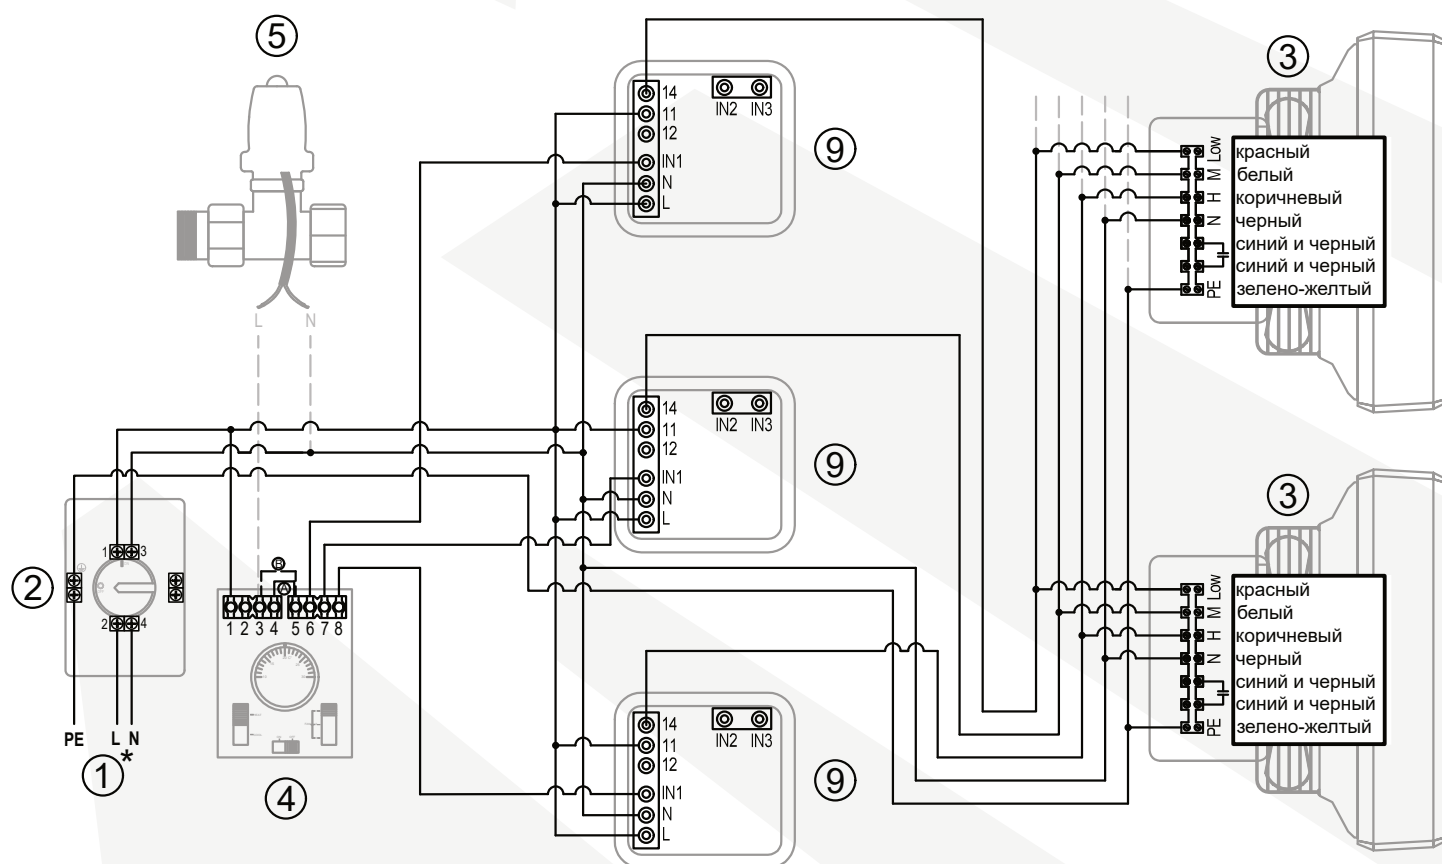 5
14
11
12
IN1
N
L
IN2 IN3
9
3
Low красный
M белый
H коричневый
N черный
синий и черный
синий и черный
PE зелено-желтый
L N
14
11
12
IN1
N
L
IN2 IN3
9
2
1 3
2 4
B
A
1 2 3 4 5 6 7 8
PE L N
*
1
4
14
11
12
IN1
N
L
IN2 IN3
9
3
Low красный
M белый
H коричневый
N черный
синий и черный
синий и черный
PE зелено-желтый